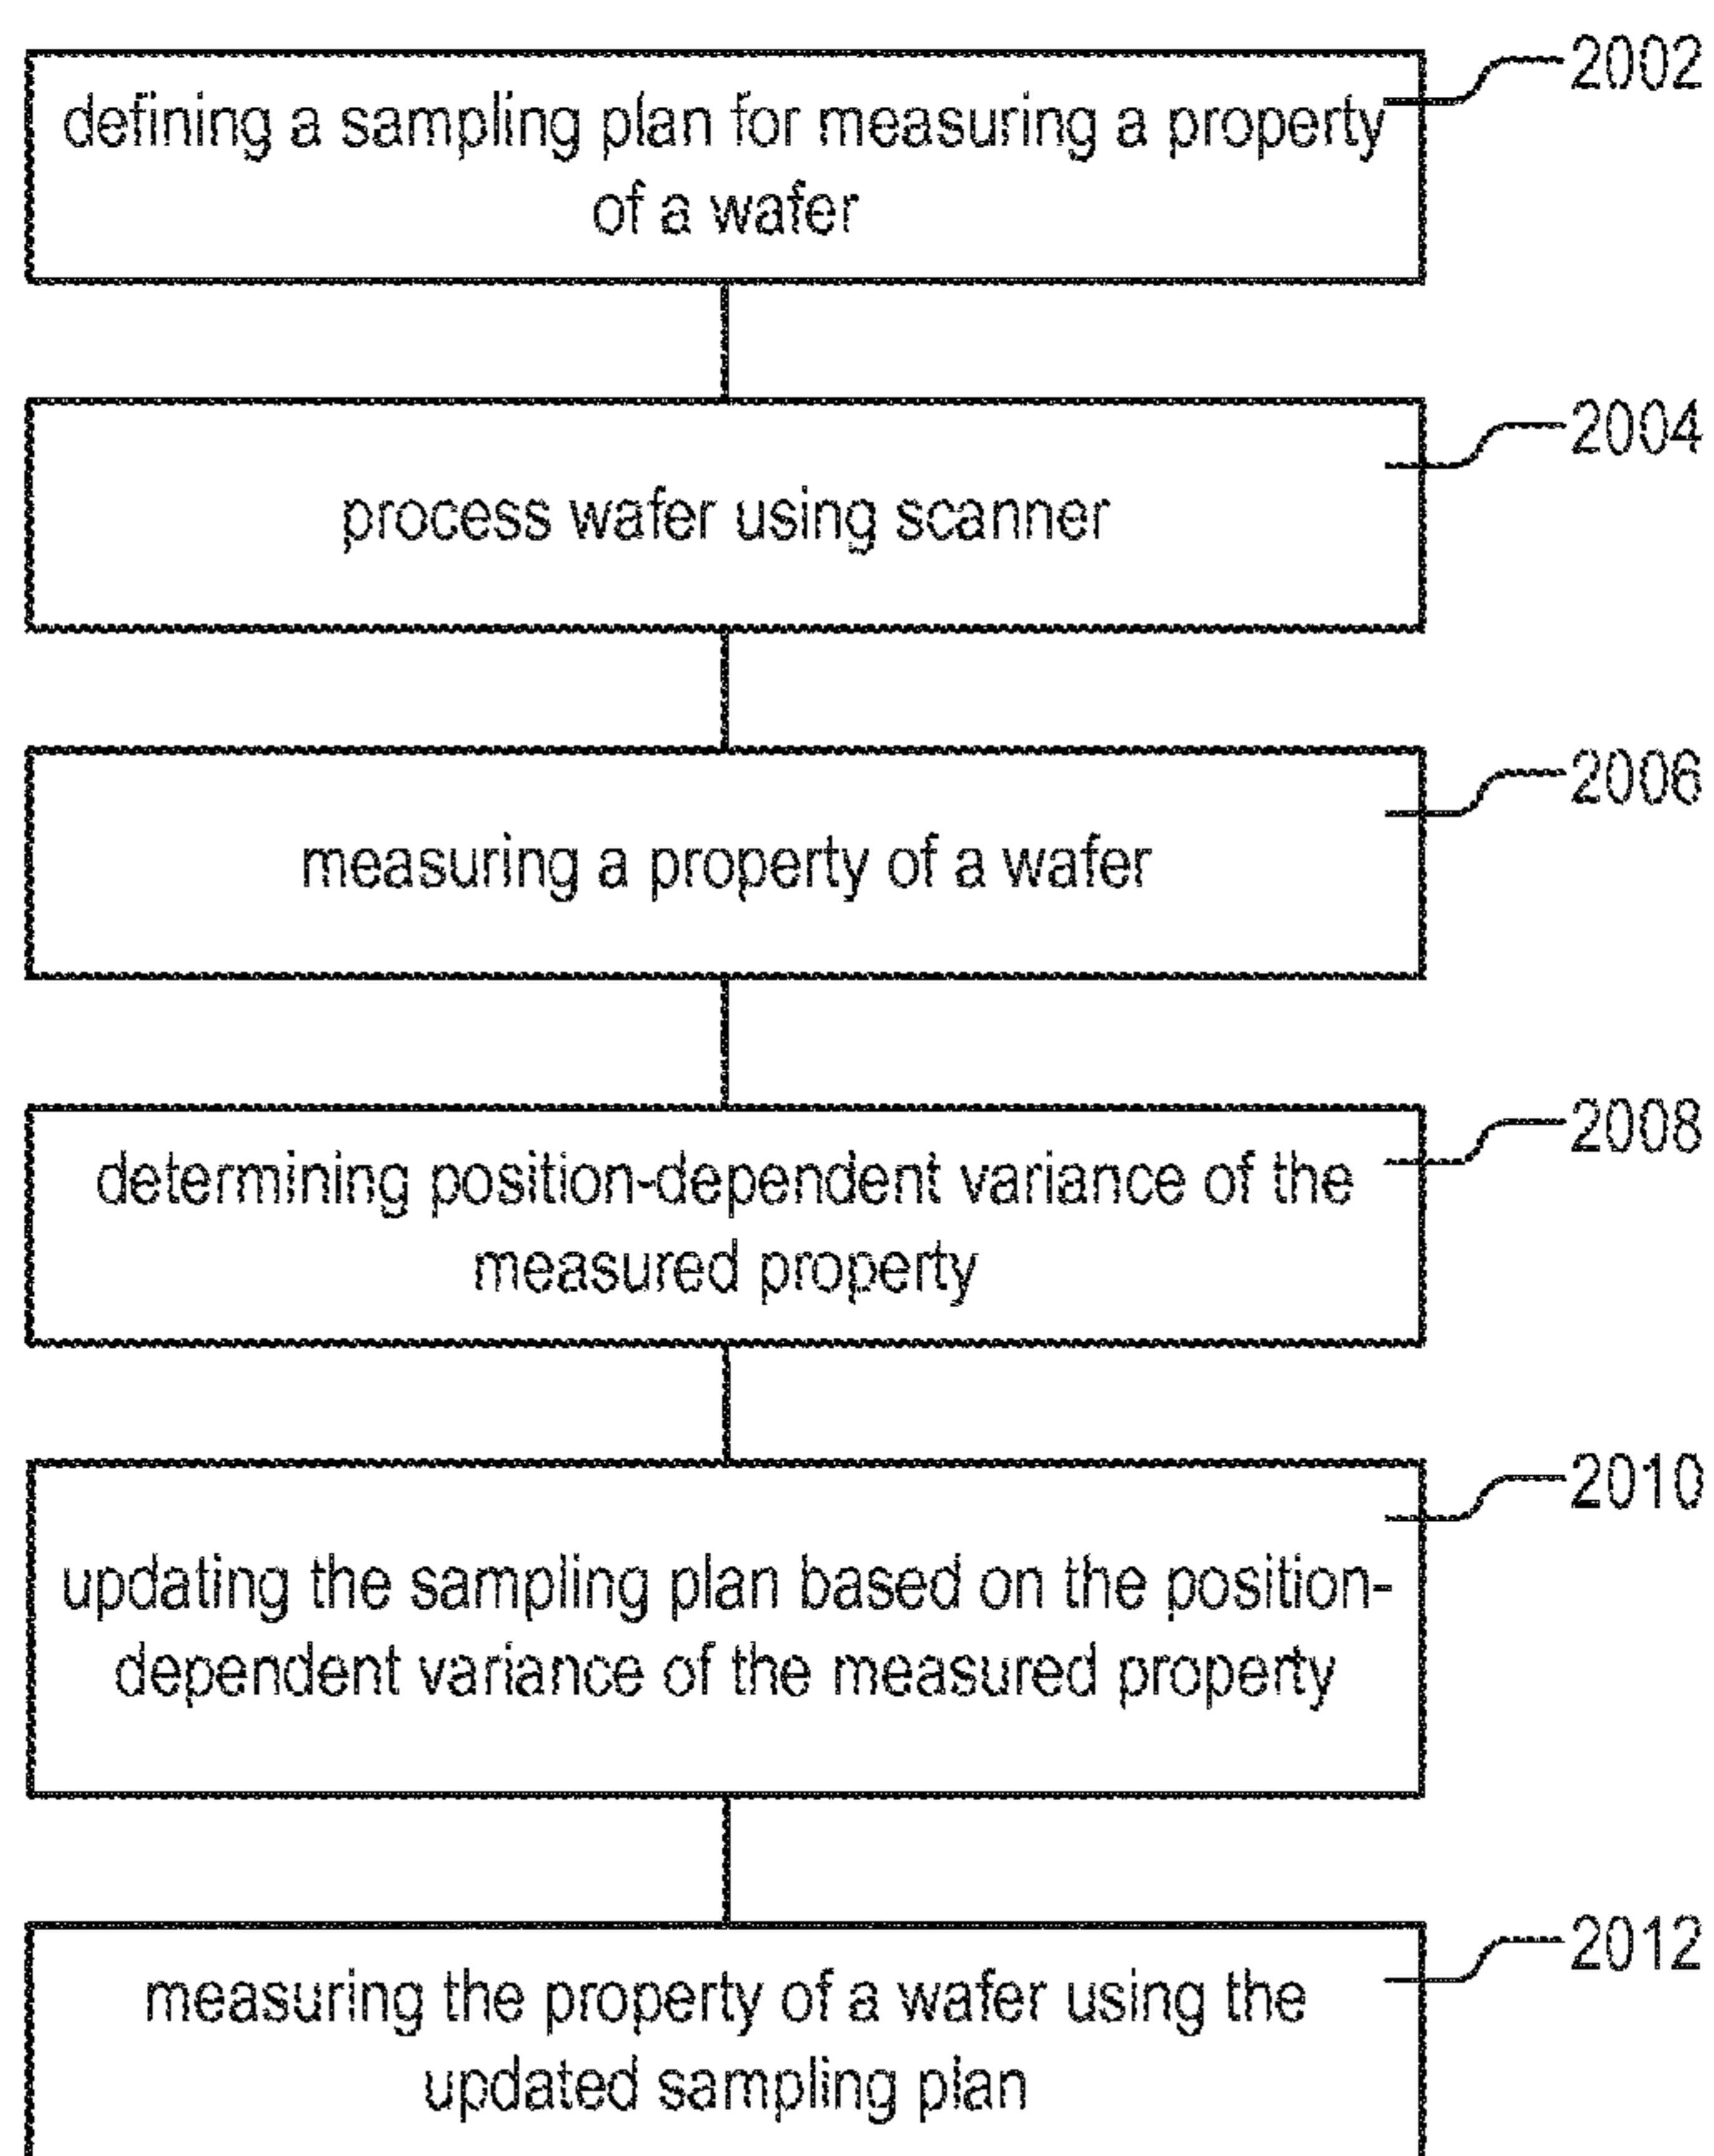 2002
defining a sampling plan for measuring a property
of a wafer
2004
process wafer using scanner
2006
measuring a property of a wafer
2008
determining position-dependent variance of the
measured property
2010
updating the sampling plan based on the position-
dependent variance of the measured property
2012
measuring the property of a wafer using the
updated sampling plan